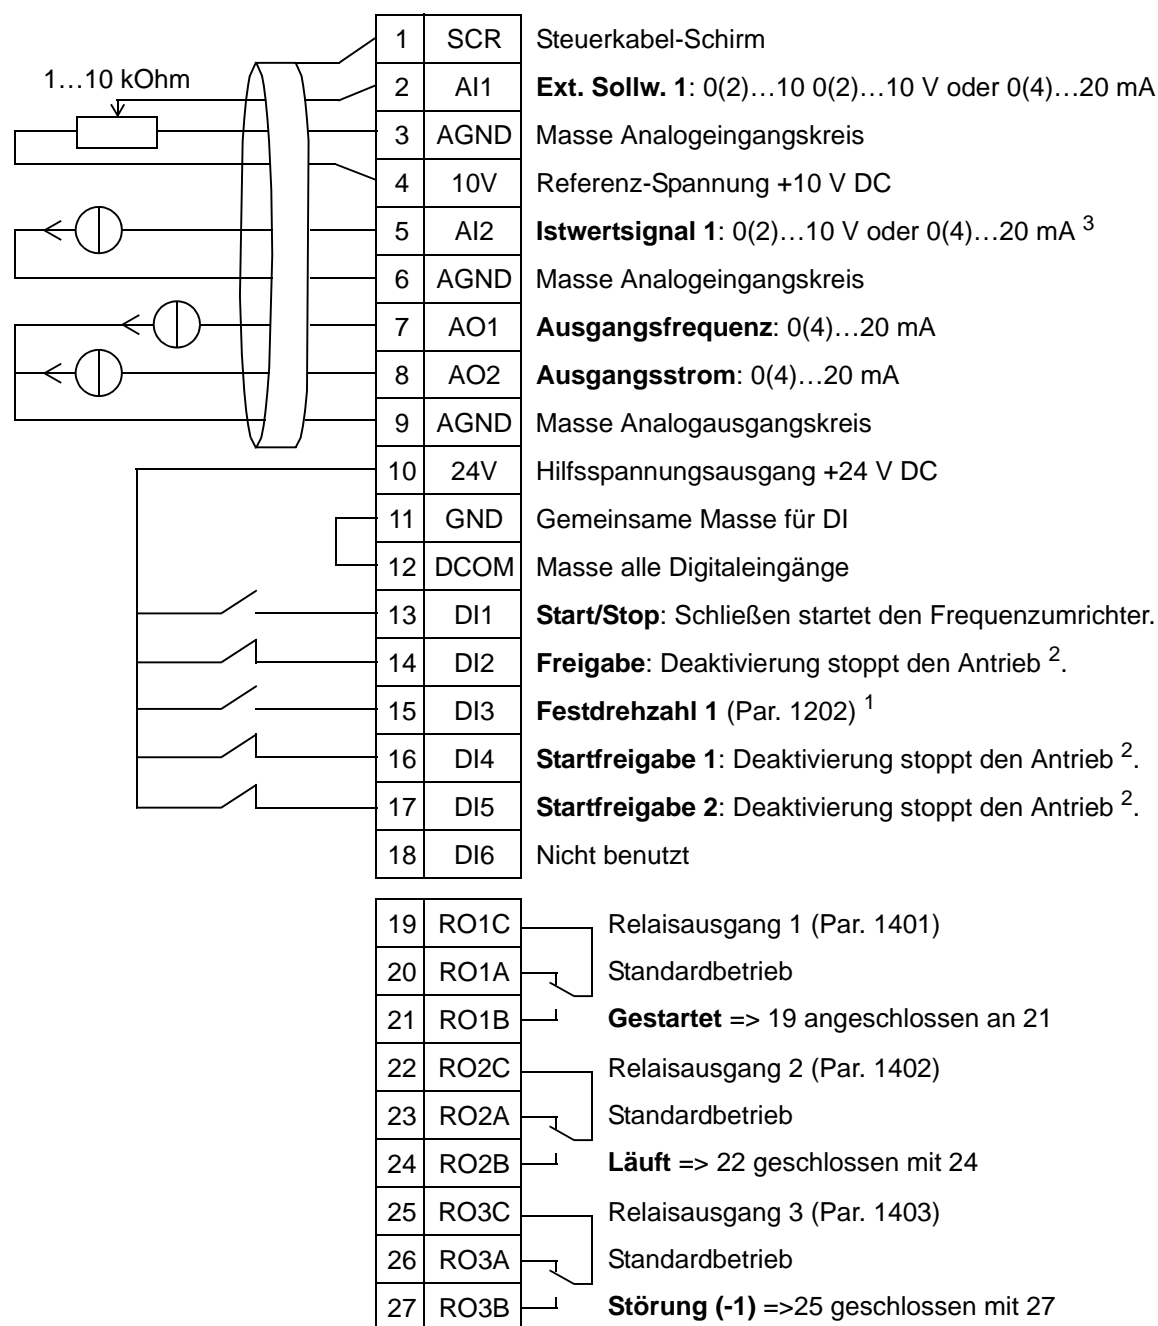 1 SCR Steuerkabel-Schirm
1…10 kOhm
2 AI1 Ext. Sollw. 1: 0(2)…10 0(2)…10 V oder 0(4)…20 mA
3 AGND Masse Analogeingangskreis
4 10V Referenz-Spannung +10 V DC
5 AI2 Istwertsignal 1: 0(2)…10 V oder 0(4)…20 mA 3
6 AGND Masse Analogeingangskreis
7 AO1 Ausgangsfrequenz: 0(4)…20 mA
8 AO2 Ausgangsstrom: 0(4)…20 mA
9 AGND Masse Analogausgangskreis
10 24V Hilfsspannungsausgang +24 V DC
11 GND Gemeinsame Masse für DI
12 DCOM Masse alle Digitaleingänge
13 DI1 Start/Stop: Schließen startet den Frequenzumrichter.
14 DI2 Freigabe: Deaktivierung stoppt den Antrieb 2.
15 DI3 Festdrehzahl 1 (Par. 1202) 1
16 DI4 Startfreigabe 1: Deaktivierung stoppt den Antrieb 2.
17 DI5 Startfreigabe 2: Deaktivierung stoppt den Antrieb 2.
18 DI6 Nicht benutzt
19 RO1C Relaisausgang 1 (Par. 1401)
20 RO1A Standardbetrieb
21 RO1B Gestartet => 19 angeschlossen an 21
22 RO2C Relaisausgang 2 (Par. 1402)
23 RO2A Standardbetrieb
24 RO2B Läuft => 22 geschlossen mit 24
25 RO3C Relaisausgang 3 (Par. 1403)
26 RO3A Standardbetrieb
27 RO3B Störung (-1) =>25 geschlossen mit 27